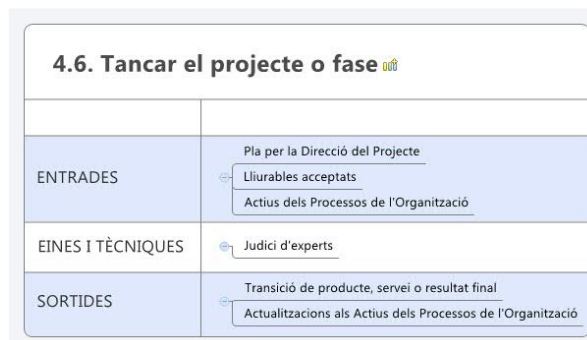 4.6. Tancar el projecte o fase
ENTRADES
Pla per la Direcció del Projecte
Lliurables acceptats
Actius dels Processos de l'Organització
EINES I TÈCNIQUES
Judici d'experts
SORTIDES
Transició de producte, servei o resultat final
Actualitzacions als Actius dels Processos de l'Organització